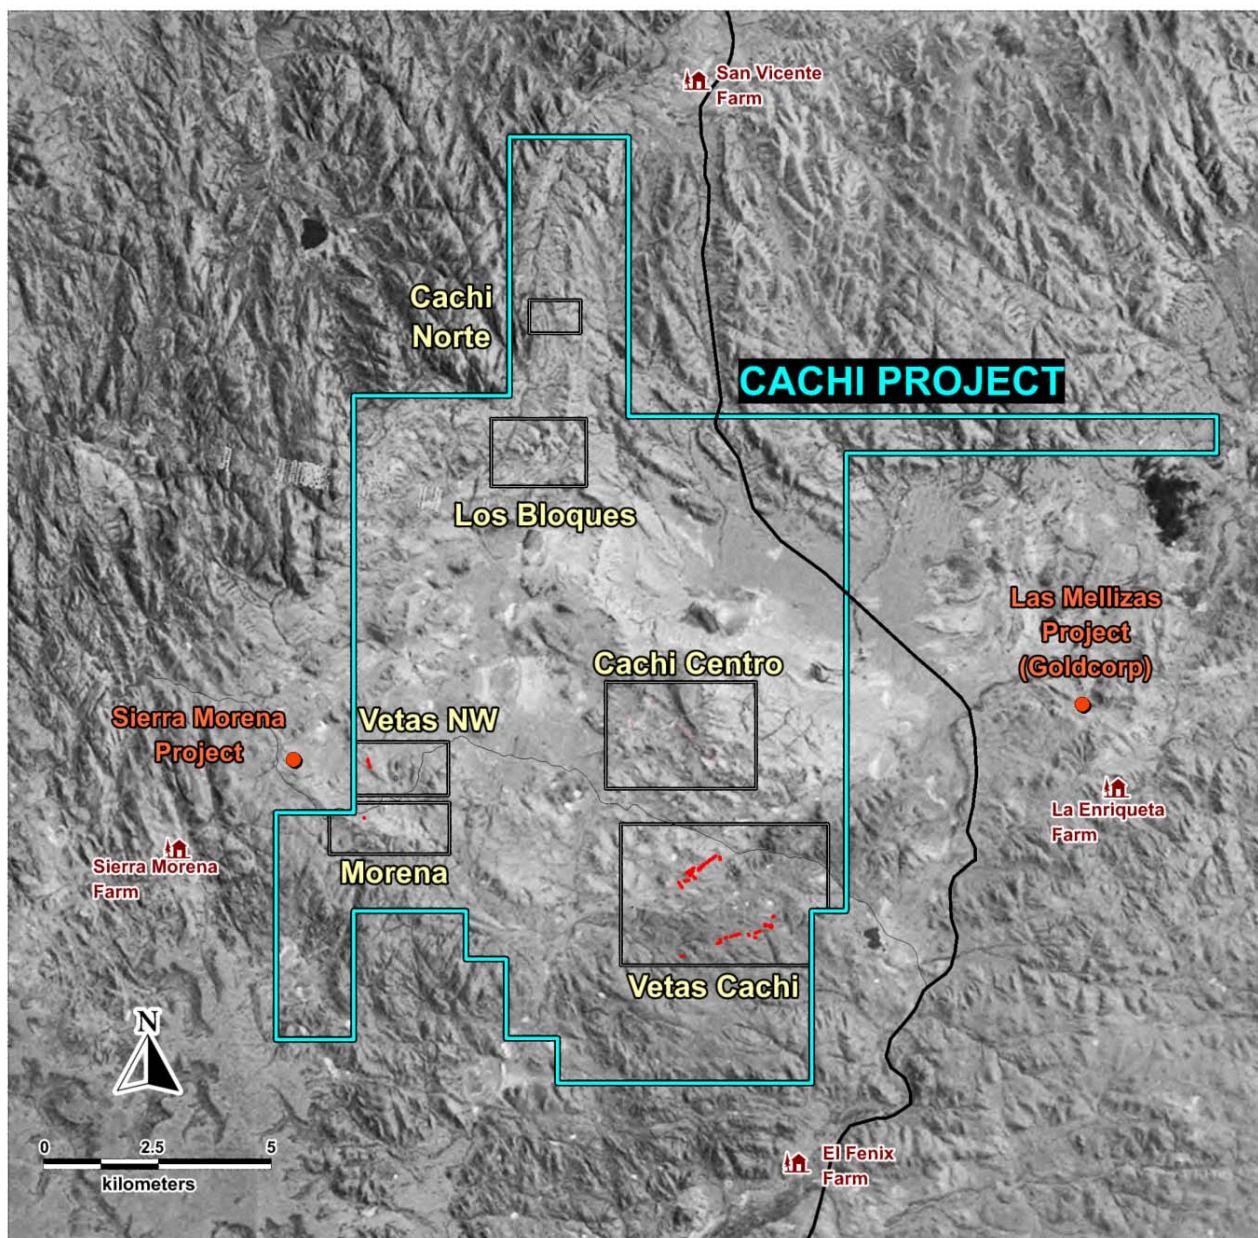 San Vicente
Farm
Cachi
Norte
CACHI PROJECT
Los Bloques
Las Mellizas
Project
(Goldcorp)
Cachi Centro
Sierra Morena
Project
Vetas NW
La Enriqueta
Farm
Sierra Morena
Farm
Morena
Vetas Cachi
N
0 2.5 5
kilometers
El Fenix
Farm